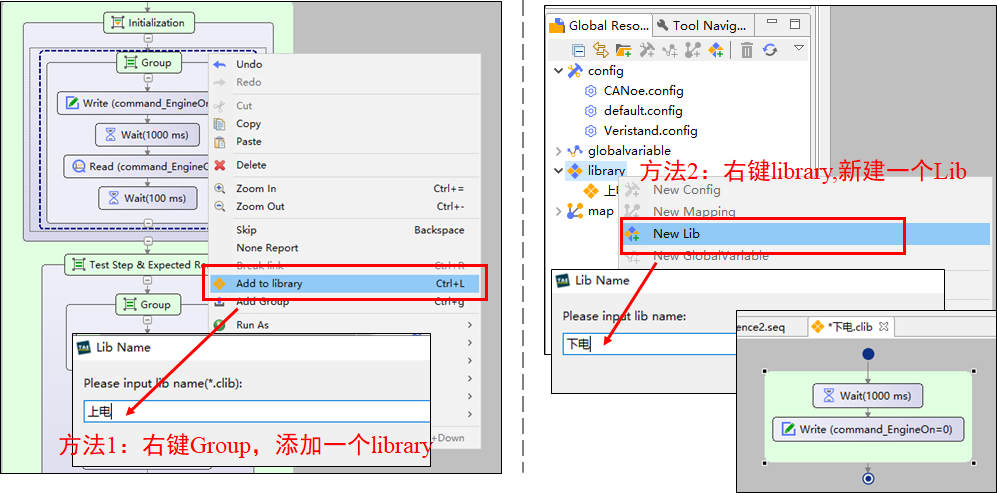 Initialization
Group
Write (command_EngineOn
Wait(1000 ms)
Read (command_EngineO
Wait(100 ms)
Test Step & Expected Re
Group
Undo
Redo
Cut
Copy
Paste
Delete
Zoom In Ctrl+=
Zoom Out Ctrl+-
Skip Backspace
None Report
Break link Ctrl+R
Add to library Ctrl+L
Add Group Ctrl+g
Run As
+Down
Lib Name
Please input lib name(*.clib):
上电
方法1：右键Group，添加一个library
Global Reso...
Tool Navig...
config
CANoe.config
default.config
Veristand.config
globalvariable
library
上
map
方法2：右键library,新建一个Lib
New Config
New Mapping
New Lib
New GlobalVariable
Lib Name
Please input lib name:
下电
ence2.seq
*下电.clib
Wait(1000 ms)
Write (command_EngineOn=0)